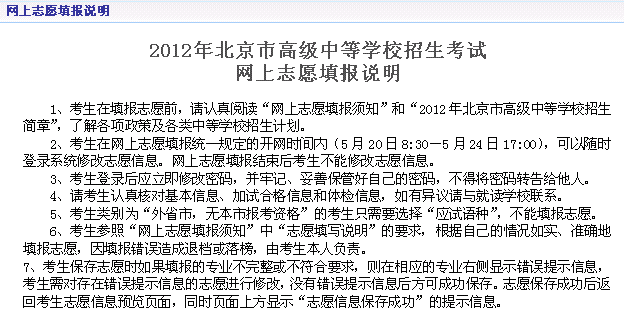 网上志愿填报说明
2012年北京市高级中等学校招生考试
网上志愿填报说明
1、考生在填报志愿前，请认真阅读“网上志愿填报须知”和“2012年北京市高级中等学校招生
简章”，了解各项政策及各类中等学校招生计划。
2、考生在网上志愿填报统一规定的开网时间内（5月20日8:30—5月24日17:00），可以随时
登录系统修改志愿信息。网上志愿填报结束后考生不能修改志愿信息。
3、考生登录后应立即修改密码，并牢记、妥善保管好自己的密码，不得将密码转告给他人。
4、请考生认真核对基本信息、加试合格信息和体检信息，如有异议请与就读学校联系。
5、考生类别为“外省市，无本市报考资格”的考生只需要选择“应试语种”，不能填报志愿。
6、考生参照“网上志愿填报须知”中“志愿填写说明”的要求，根据自己的情况如实、准确地
填报志愿，因填报错误造成退档或落榜，由考生本人负责。
7、考生保存志愿时如果填报的专业不完整或不符合要求，则在相应的专业右侧显示错误提示信息，
考生需对存在错误提示信息的志愿进行修改，没有错误提示信息后方可成功保存。志愿保存成功后返
回考生志愿信息预览页面，同时页面上方显示“志愿信息保存成功”的提示信息。